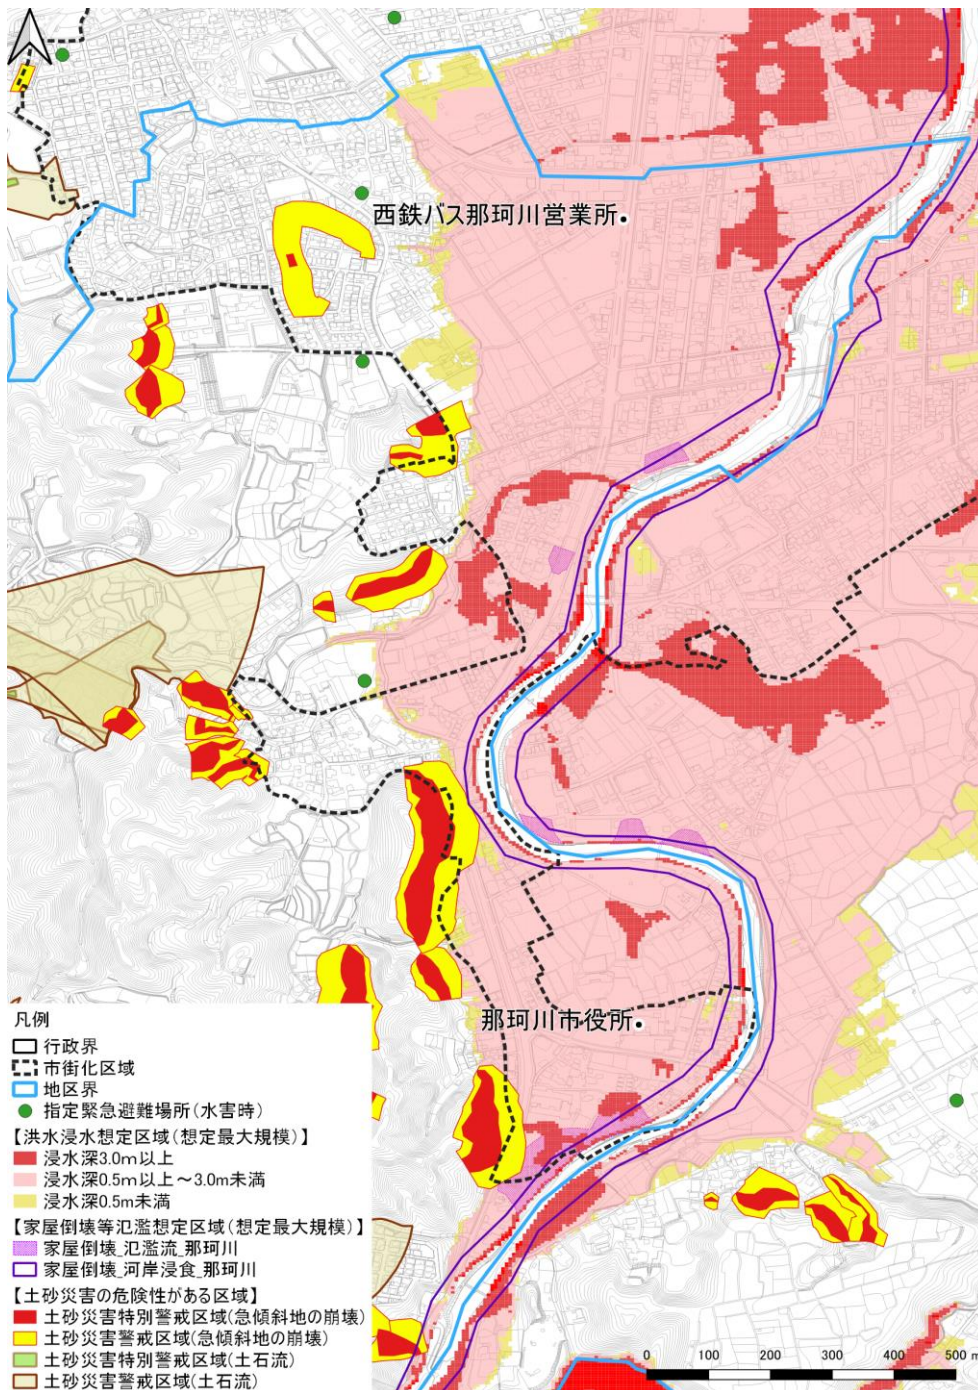 西鉄バス那珂川営業所
那珂川市役所
凡例
行政界
市街化区域
地区界
指定緊急避難場所(水害時)
【洪水浸水想定区域(想定最大規模)】
浸水深3.0m以上
浸水深0.5m以上～3.0m未満
浸水深0.5m未満
【家屋倒壊等氾濫想定区域(想定最大規模)】
家屋倒壊_氾濫流_那珂川
家屋倒壊_河岸浸食_那珂川
【土砂災害の危険性がある区域】
土砂災害特別警戒区域(急傾斜地の崩壊)
土砂災害警戒区域(急傾斜地の崩壊)
土砂災害特別警戒区域(土石流)
土砂災害警戒区域(土石流)
0 100 200 300 400 500 m